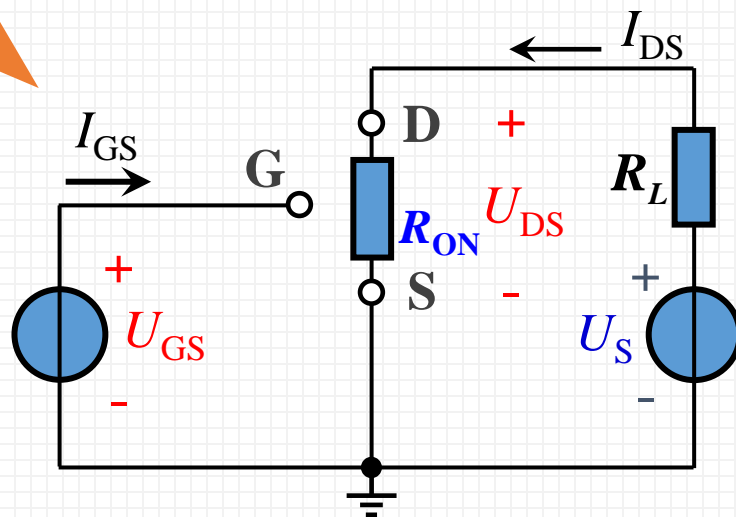 I_DS
I_GS
D
+
G
R_L
R_ON
U_DS
+
S
+
-
U_GS
U_S
-
-